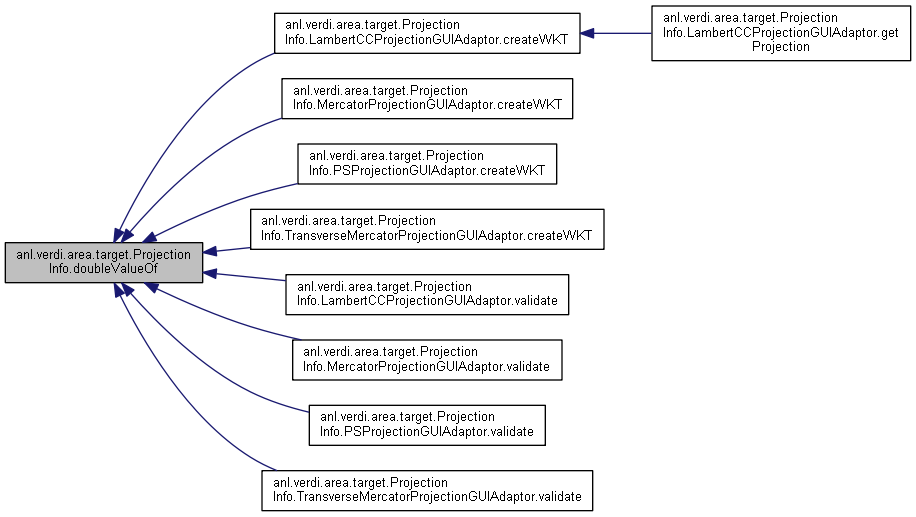 anl.verdi.area.target.Projection
Info.LambertCCProjectionGUIAdaptor.createWKT
anl.verdi.area.target.Projection
Info.LambertCCProjectionGUIAdaptor.get
Projection
anl.verdi.area.target.Projection
Info.MercatorProjectionGUIAdaptor.createWKT
anl.verdi.area.target.Projection
Info.PSProjectionGUIAdaptor.createWKT
anl.verdi.area.target.Projection
Info.TransverseMercatorProjectionGUIAdaptor.createWKT
anl.verdi.area.target.Projection
Info.doubleValueOf
anl.verdi.area.target.Projection
Info.LambertCCProjectionGUIAdaptor.validate
anl.verdi.area.target.Projection
Info.MercatorProjectionGUIAdaptor.validate
anl.verdi.area.target.Projection
Info.PSProjectionGUIAdaptor.validate
anl.verdi.area.target.Projection
Info.TransverseMercatorProjectionGUIAdaptor.validate